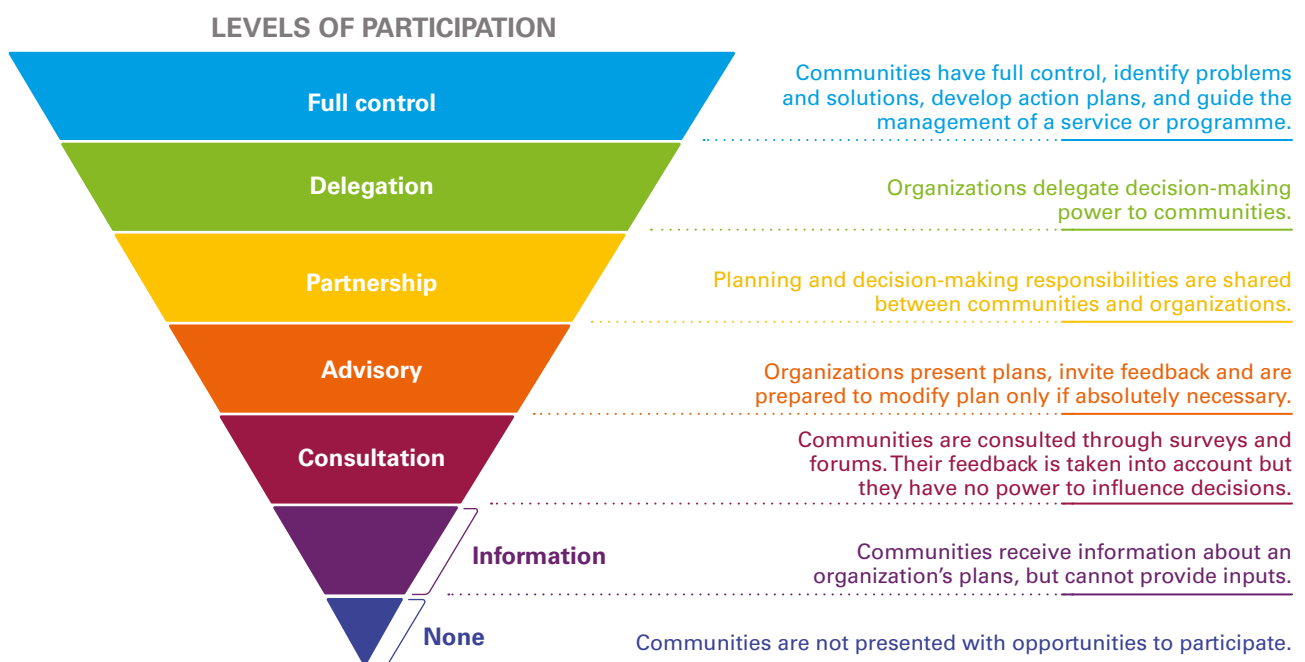 LEVELS OF PARTICIPATION
Full control
Communities have full control, identify problems
and solutions, develop action plans, and guide the
management of a service or programme.
Delegation
Organizations delegate decision-making
power to communities.
Partnership
Planning and decision-making responsibilities are shared
between communities and organizations.
Advisory
Organizations present plans, invite feedback and are
prepared to modify plan only if absolutely necessary.
Consultation
Communities are consulted through surveys and
forums. Their feedback is taken into account but
they have no power to influence decisions.
Information
Communities receive information about an
organization's plans, but cannot provide inputs.
None
Communities are not presented with opportunities to participate.